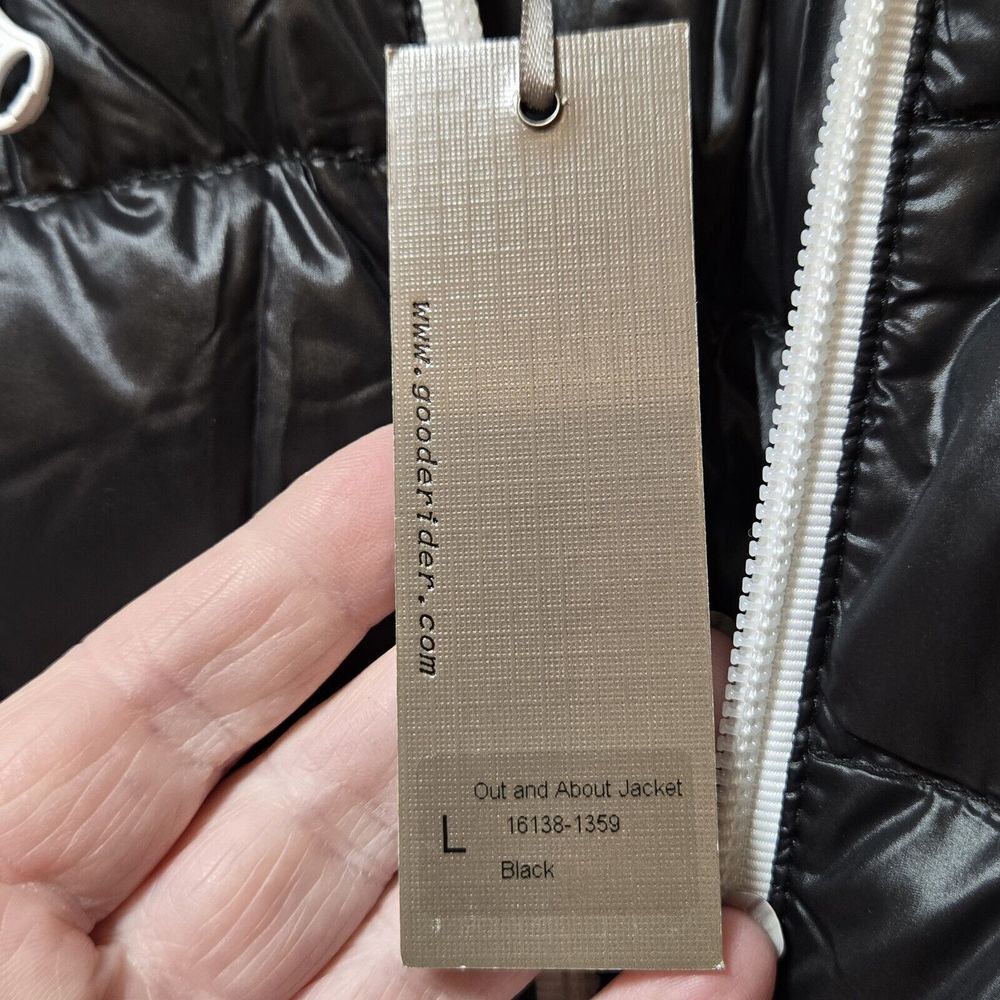 www.gooderider.com
Out and About Jacket
L 16138-1359
Black